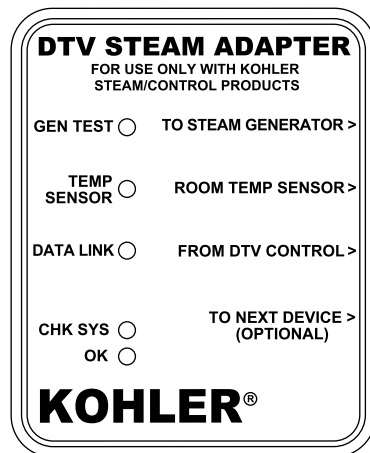 DTV STEAM ADAPTER
FOR USE ONLY WITH KOHLER
STEAM/CONTROL PRODUCTS
GEN TEST
TO STEAM GENERATOR >
TEMP
SENSOR
ROOM TEMP SENSOR>
DATA LINK
FROM DTV CONTROL >
TO NEXT DEVICE >
(OPTIONAL)
CHK SYS
OK
KOHLER®